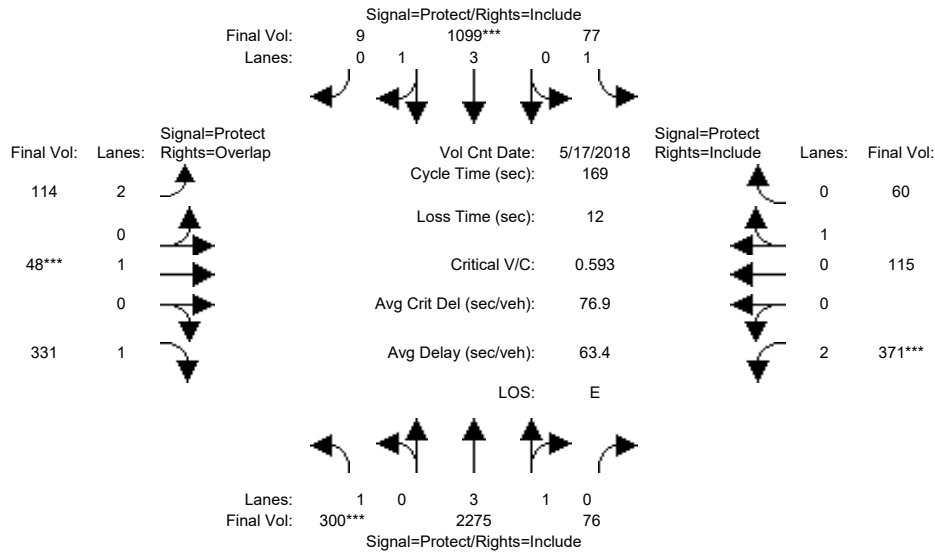 Signal=Protect/Rights=Include
Final Vol: 9 1099*** 77
Lanes: 0 1 3 0 1
Signal=Protect
Final Vol: Lanes: Rights=Overlap
Vol Cnt Date: 5/17/2018
Signal=Protect
Rights=Include Lanes: Final Vol:
Cycle Time (sec): 169
114 2
0 60
Loss Time (sec): 12
0
1
48*** 1
Critical V/C: 0.593
0 115
0
Avg Crit Del (sec/veh): 76.9
0
331 1
Avg Delay (sec/veh): 63.4
2 371***
LOS: E
Lanes: 1 0 3 1 0
Final Vol: 300*** 2275 76
Signal=Protect/Rights=Include